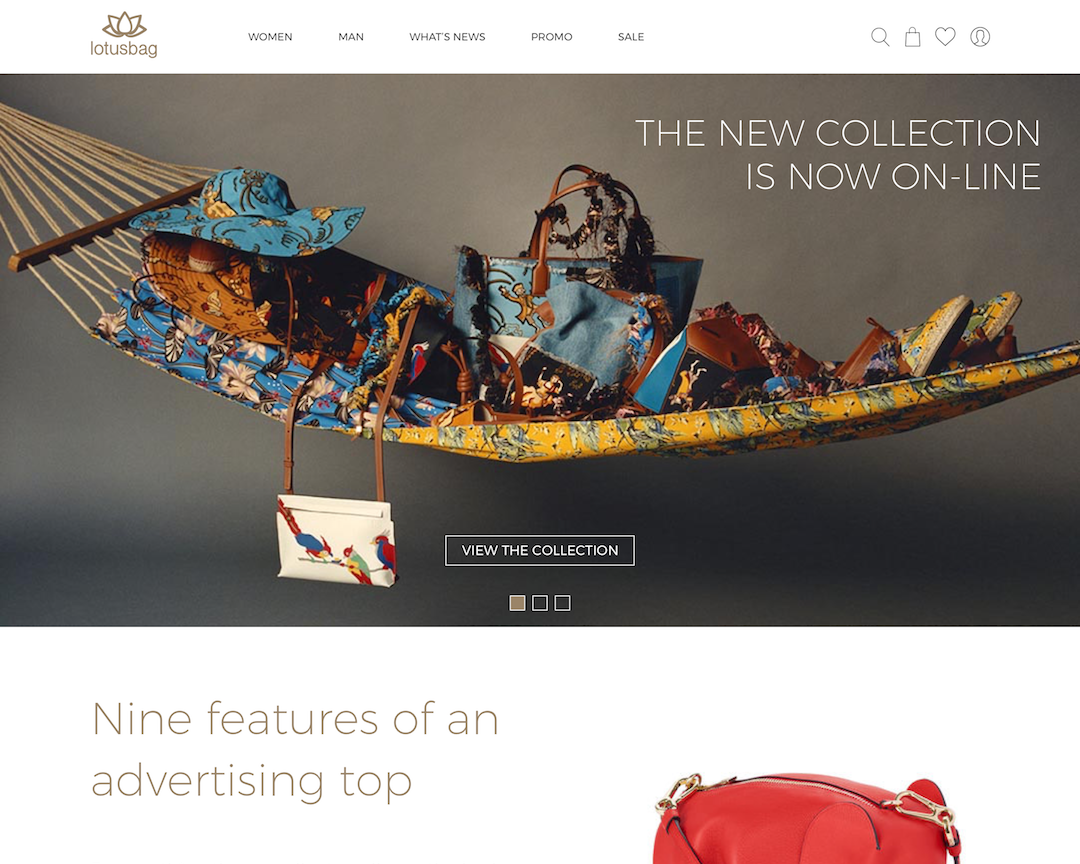 lotusbag
WOMEN
MAN
WHAT'S NEWS
PROMO
SALE
THE NEW COLLECTION
IS NOW ON-LINE
VIEW THE COLLECTION
Nine features of an
advertising top